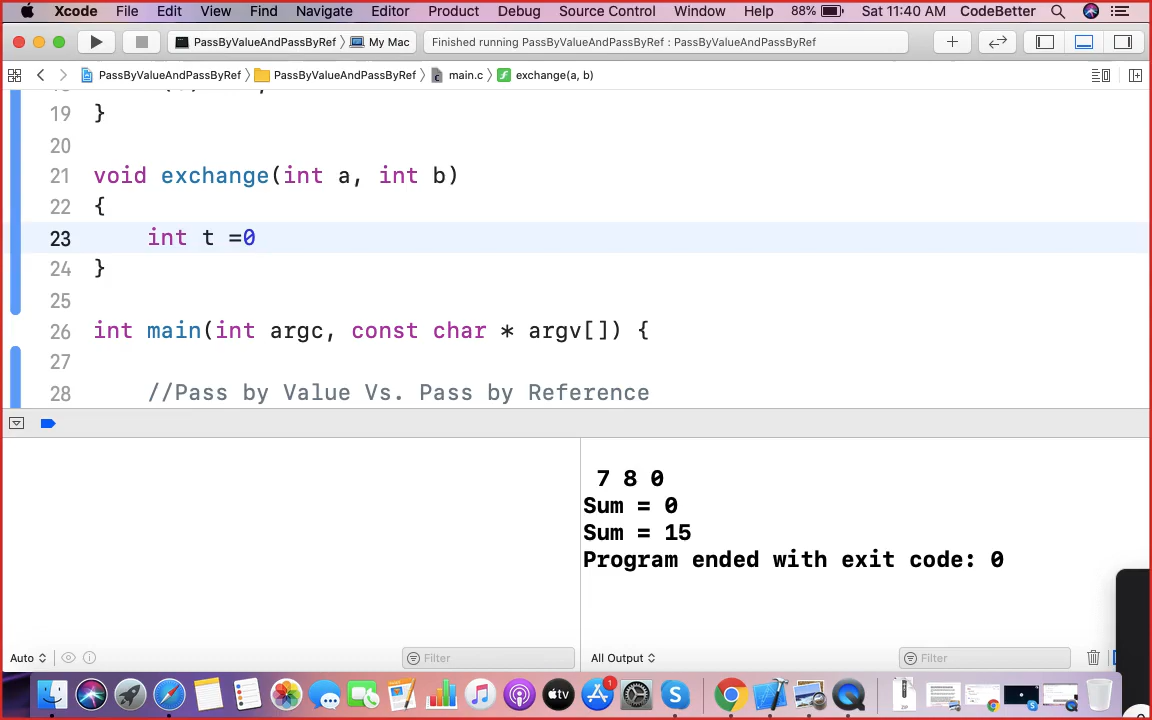 Xcode File Edit View Find Navigate Editor Product Debug Source Control Window Help 88% Sat 11:40 AM CodeBetter
PassByValueAndPassByRef 〉 My Mac Finished running PassByValueAndPassByRef : PassByValueAndPassByRef
PassByValueAndPassByRef 〉 PassByValueAndPassByRef 〉 main.c 〉 exchange(a, b)
19 }
20
21 void exchange(int a, int b)
22 {
23 int t =0
24 }
25
26 int main(int argc, const char * argv[]) {
27
28 //Pass by Value Vs. Pass by Reference
7 8 0
Sum = 0
Sum = 15
Program ended with exit code: 0
Auto Filter All Output Filter
1
tv
ZIP